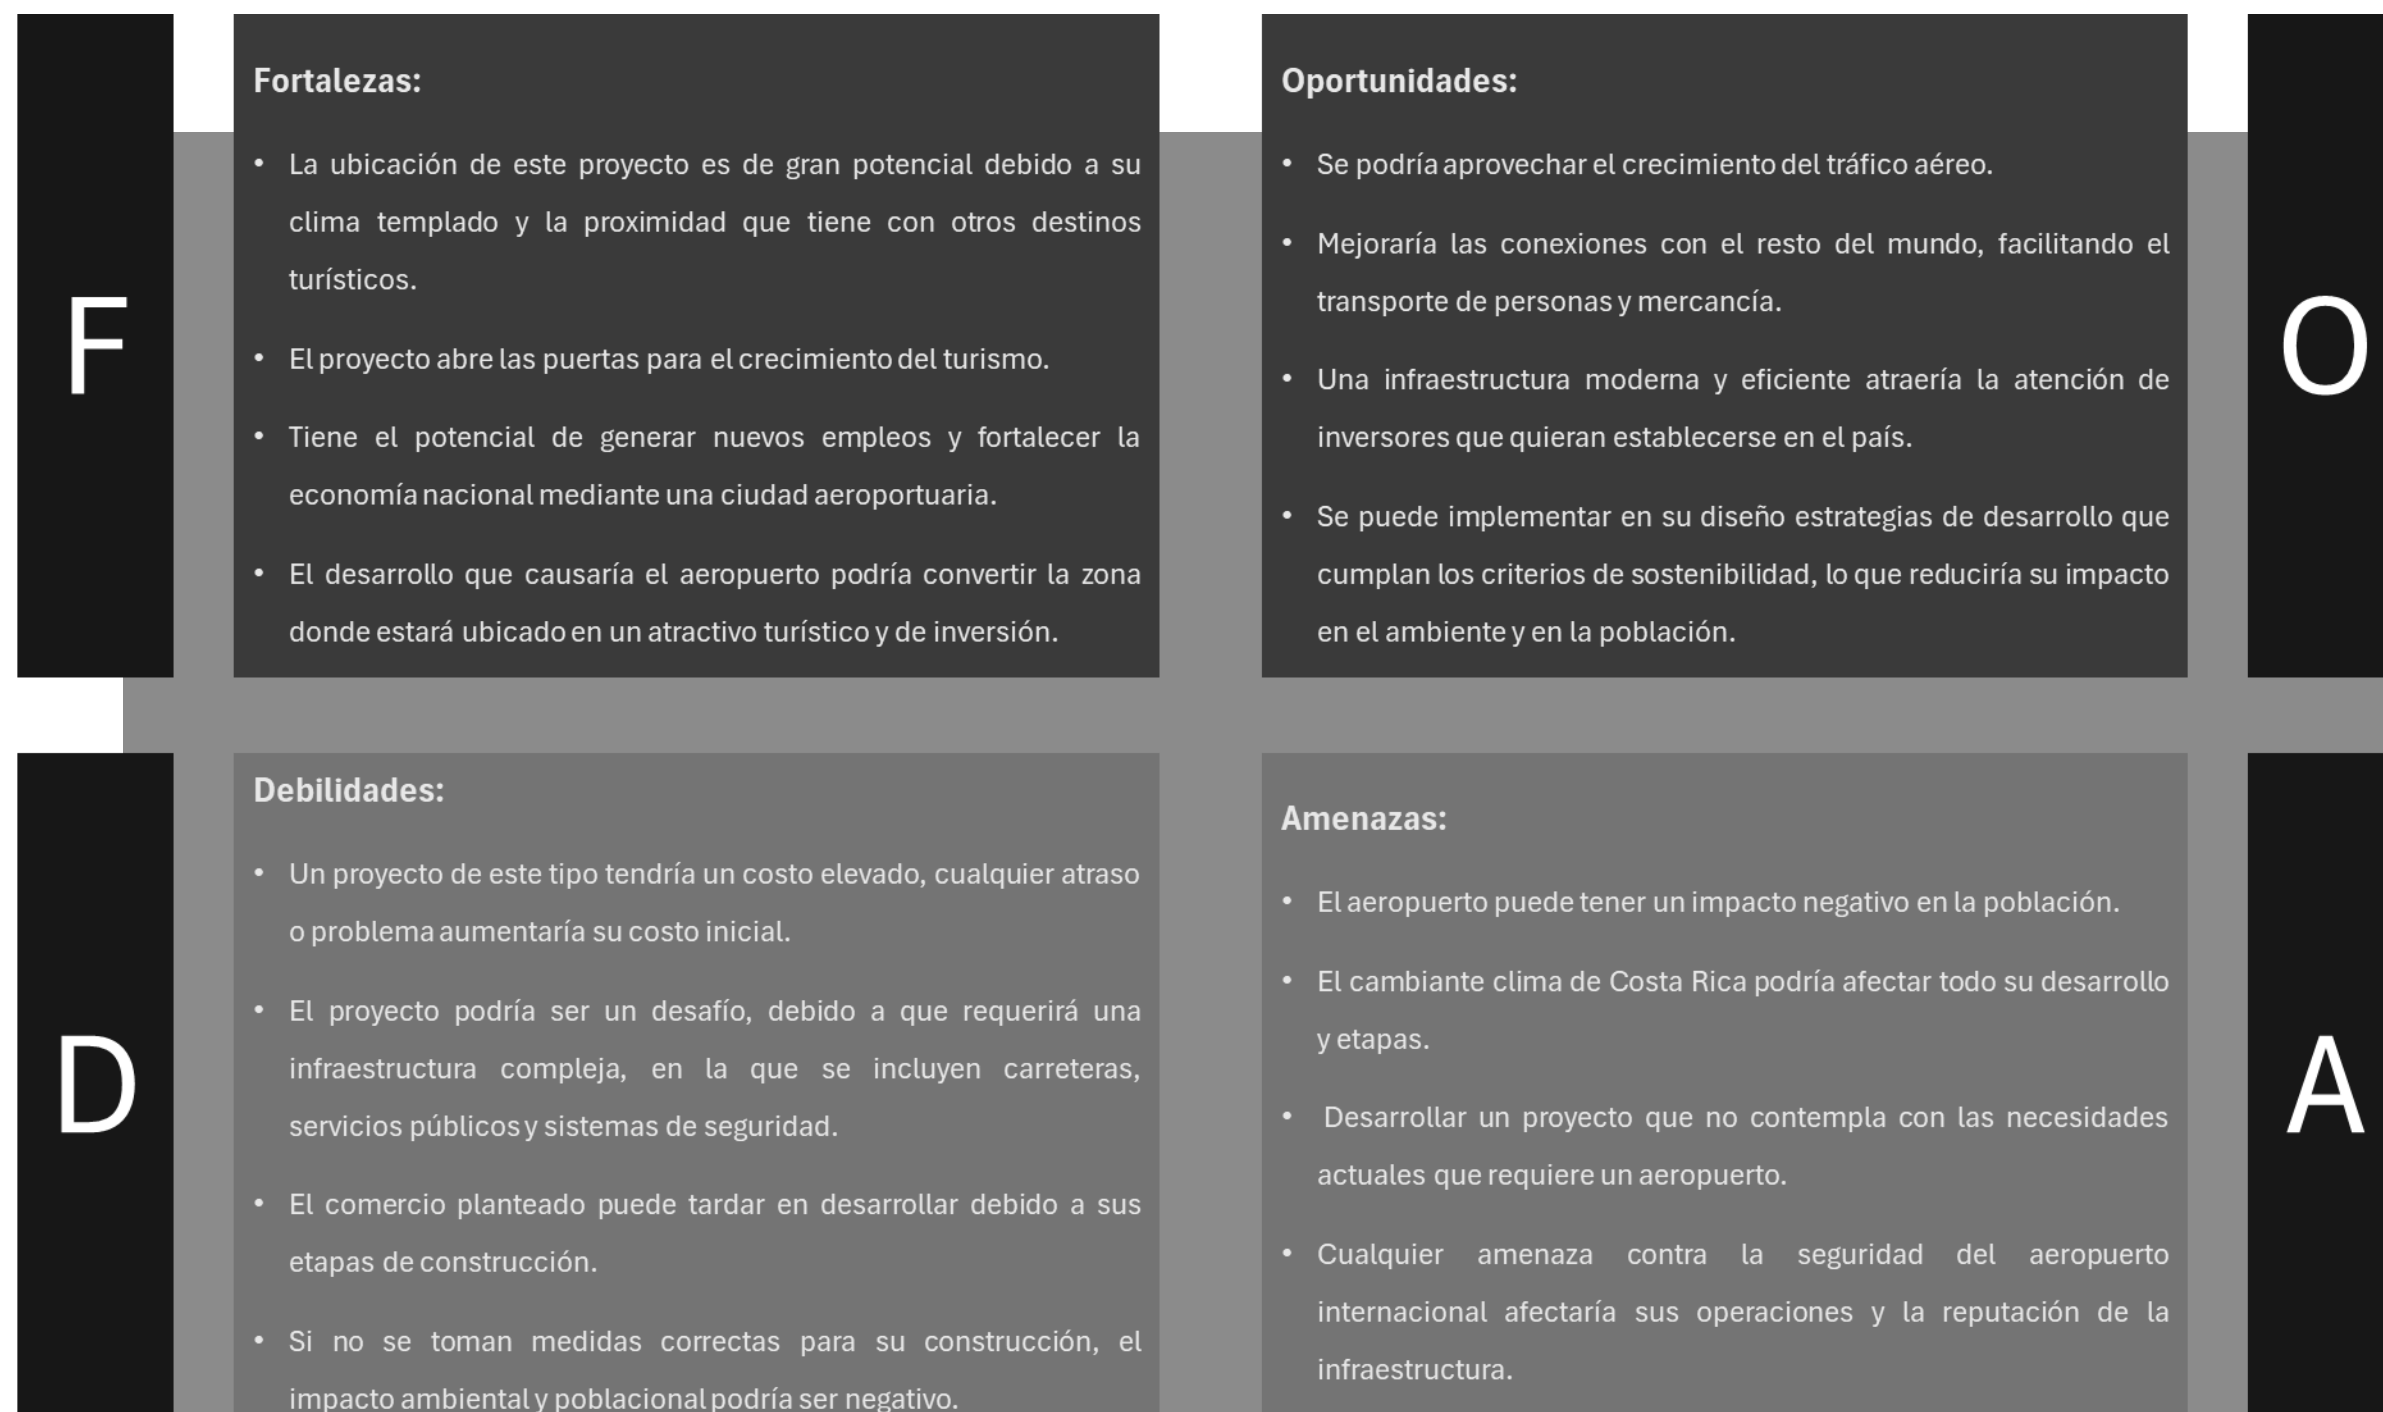 F
Fortalezas:
• La ubicación de este proyecto es de gran potencial debido a su
clima templado y la proximidad que tiene con otros destinos
turísticos.
• El proyecto abre las puertas para el crecimiento del turismo.
• Tiene el potencial de generar nuevos empleos y fortalecer la
economía nacional mediante una ciudad aeroportuaria.
• El desarrollo que causaría el aeropuerto podría convertir la zona
donde estará ubicado en un atractivo turístico y de inversión.
Oportunidades:
• Se podría aprovechar el crecimiento del tráfico aéreo.
• Mejoraría las conexiones con el resto del mundo, facilitando el
transporte de personas y mercancía.
• Una infraestructura moderna y eficiente atraería la atención de
inversores que quieran establecerse en el país.
• Se puede implementar en su diseño estrategias de desarrollo que
cumplan los criterios de sostenibilidad, lo que reduciría su impacto
en el ambiente y en la población.
O
D
Debilidades:
• Un proyecto de este tipo tendría un costo elevado, cualquier atraso
o problema aumentaría su costo inicial.
• El proyecto podría ser un desafío, debido a que requerirá una
infraestructura compleja, en la que se incluyen carreteras,
servicios públicos y sistemas de seguridad.
• El comercio planteado puede tardar en desarrollar debido a sus
etapas de construcción.
• Si no se toman medidas correctas para su construcción, el
impacto ambiental y poblacional podría ser negativo.
Amenazas:
• El aeropuerto puede tener un impacto negativo en la población.
• El cambiante clima de Costa Rica podría afectar todo su desarrollo
y etapas.
• Desarrollar un proyecto que no contempla con las necesidades
actuales que requiere un aeropuerto.
• Cualquier amenaza contra la seguridad del aeropuerto
internacional afectaría sus operaciones y la reputación de la
infraestructura.
A